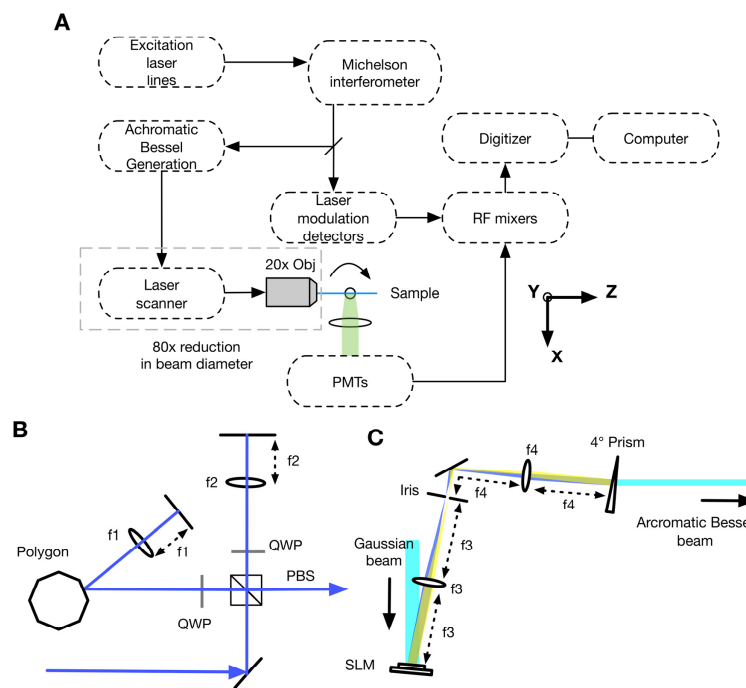 A
Excitation
laser
lines
Michelson
interferometer
Achromatic
Bessel
Generation
Digitizer
Computer
Laser
modulation
detectors
RF mixers
20x Obj
Laser
scanner
Sample
Y
Z
X
80x reduction
in beam diameter
PMTs
B
f2
f2
f1
f1
Polygon
QWP
PBS
QWP
C
4° Prism
f4
Iris
f4
f4
Arcromatic Bessel
beam
Gaussian
beam
f3
f3
f3
SLM